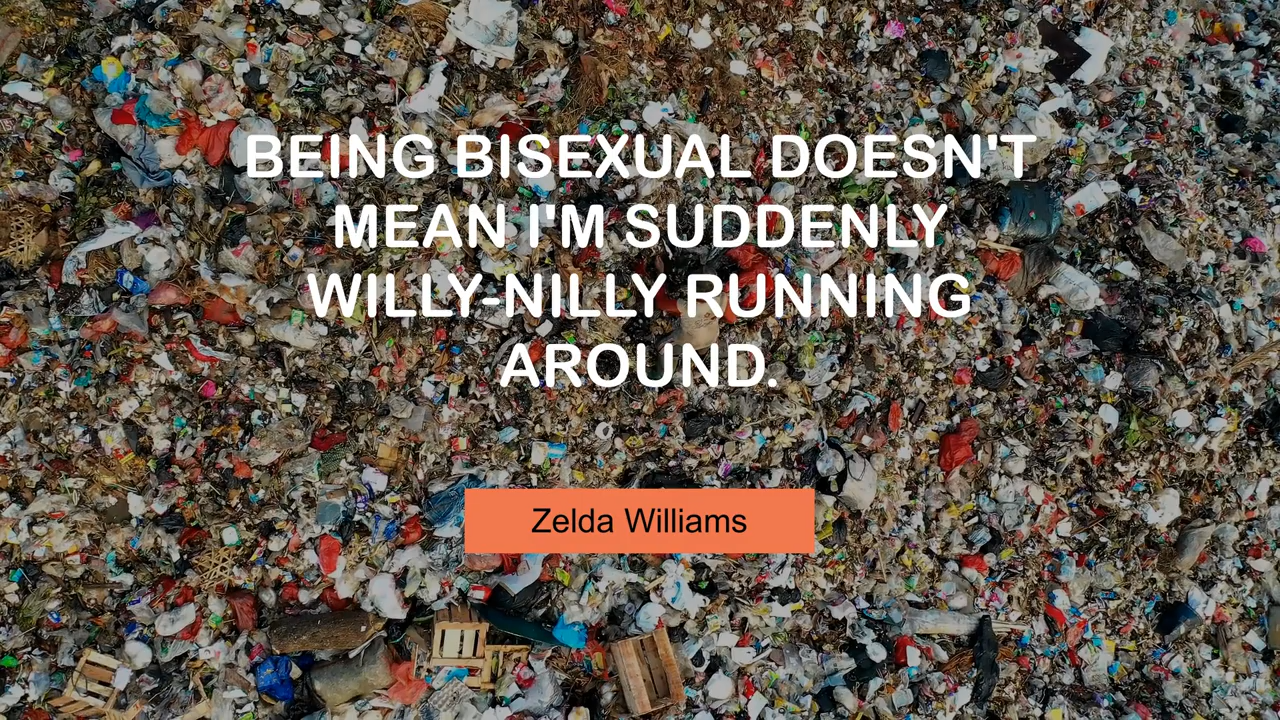 BEING BISEXUAL DOESN'T
MEAN I'M SUDDENLY
WILLY-NILLY RUNNING
AROUND.
Zelda Williams